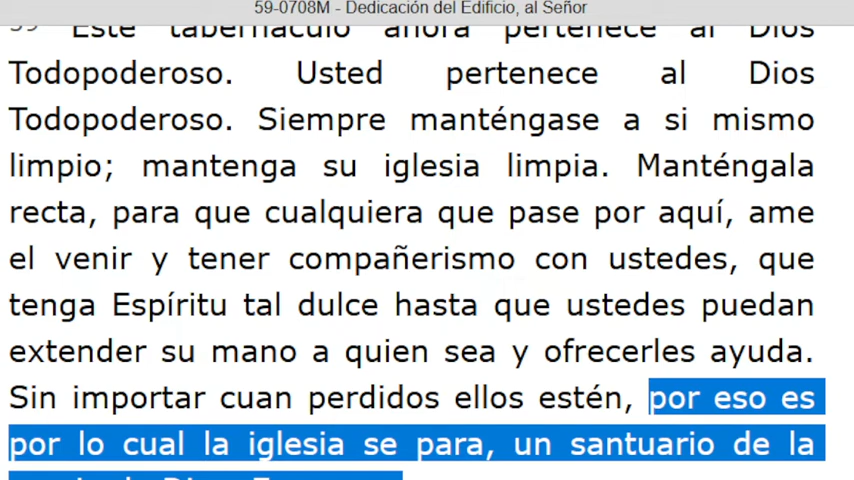 59-0708M - Dedicación del Edificio, al Señor
59 Este tabernáculo ahora pertenece al Dios
Todopoderoso. Usted pertenece al Dios
Todopoderoso. Siempre manténgase a si mismo
limpio; mantenga su iglesia limpia. Manténgala
recta, para que cualquiera que pase por aquí, ame
el venir y tener compañerismo con ustedes, que
tenga Espíritu tal dulce hasta que ustedes puedan
extender su mano a quien sea y ofrecerles ayuda.
Sin importar cuan perdidos ellos estén, por eso es
por lo cual la iglesia se para, un santuario de la